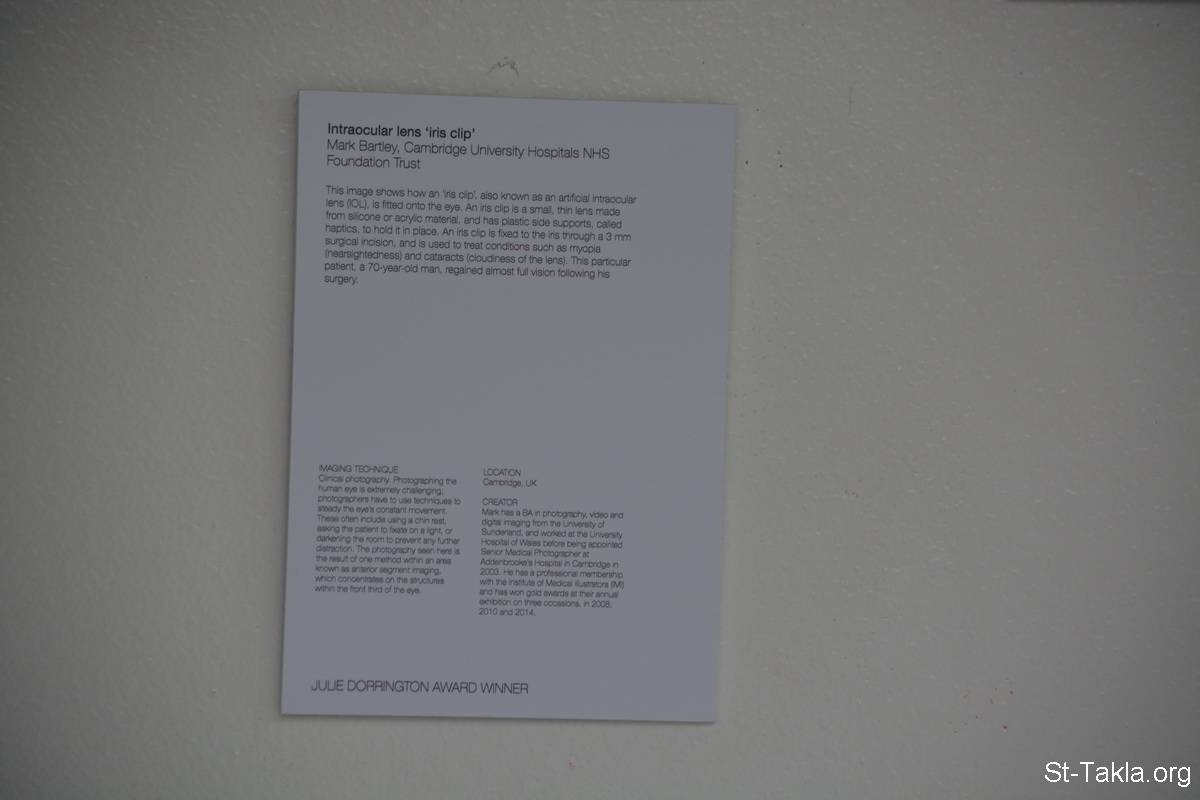 Intraocular lens ‘iris clip’
Mark Bartley, Cambridge University Hospitals NHS
Foundation Trust
This image shows how an ‘iris clip’, also known as an artificial intraocular
lens (IOL), is fitted onto the eye. An iris clip is a small, thin lens made
from silicone or acrylic material, and has plastic side supports, called
haptics, to hold it in place. An iris clip is fixed to the iris through a 3 mm
surgical incision, and is used to treat conditions such as myopia
(nearsightedness) and cataracts (cloudiness of the lens). This particular
patient, a 70-year-old man, regained almost full vision following his
surgery.
IMAGING TECHNIQUE
Clinical photography. Photographing the
human eye is extremely challenging;
photographers have to use techniques to
steady the eye's constant movement.
These often include using a chin rest,
asking the patient to fixate on a light, or
darkening the room to prevent any further
distraction. The photography seen here is
the result of one method within an area
known as anterior segment imaging,
which concentrates on the structures
within the front third of the eye.
LOCATION
Cambridge, UK
CREATOR
Mark has a BA in photography, video and
digital imaging from the University of
Sunderland, and worked at the University
Hospital of Wales before being appointed
Senior Medical Photographer at
Addenbrooke's Hospital in Cambridge in
2003. He has a professional membership
with the Institute of Medical Illustrators (IMI)
and has won gold awards at their annual
exhibition on three occasions, in 2008,
2010 and 2014.
JULIE DORRINGTON AWARD WINNER
St-Takla.org